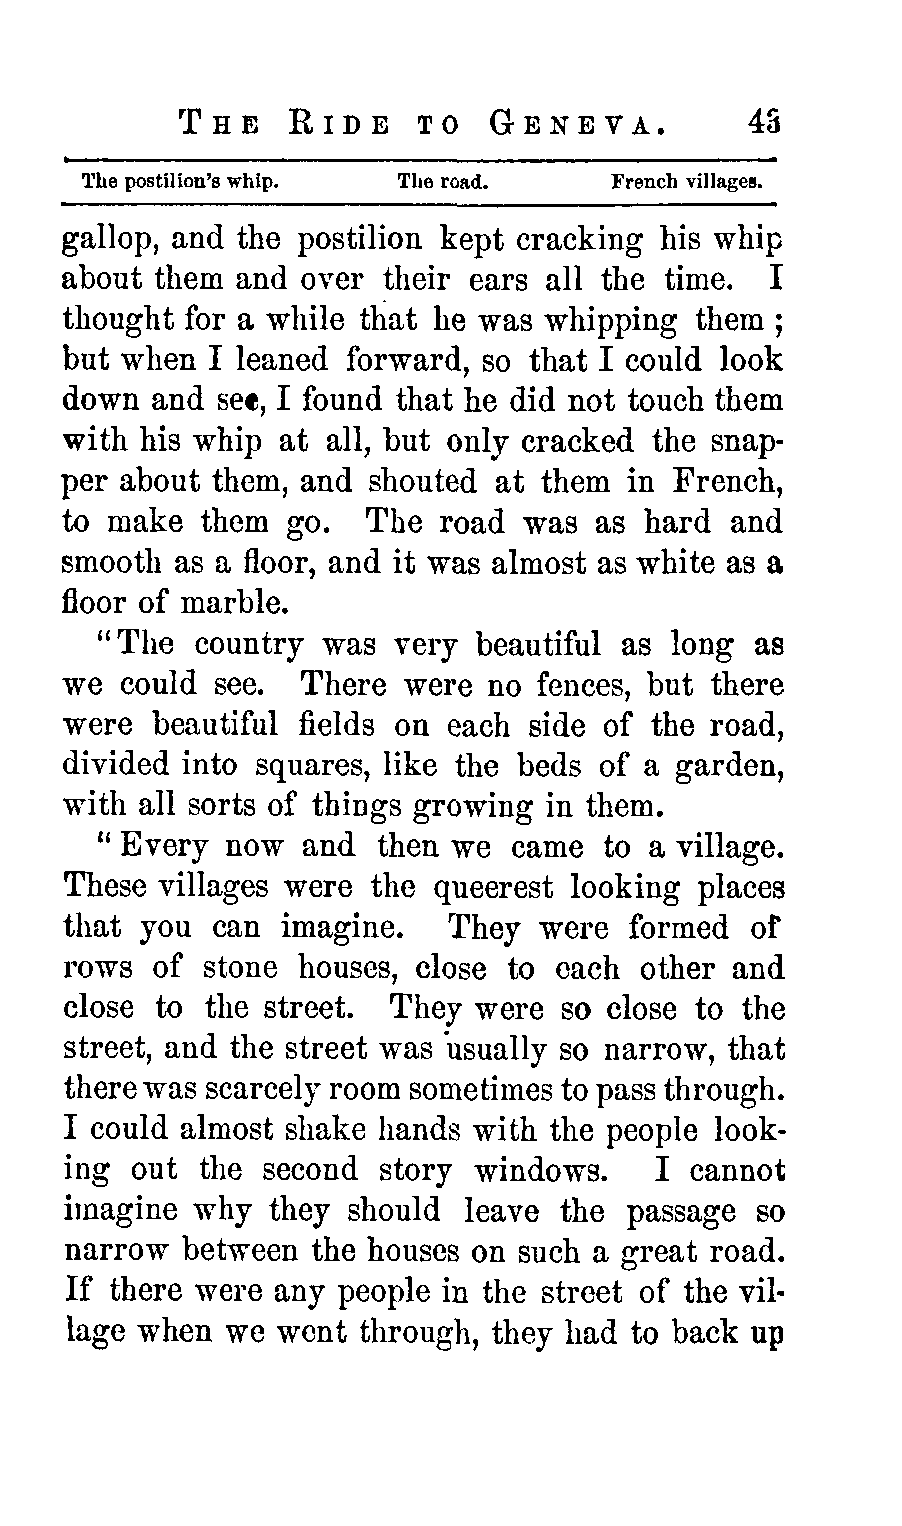 THE RIDE TO GENEVA. 43
The postilion's whip. The road. French villages.
gallop, and the postilion kept cracking his whip
about them and over their ears all the time. I
thought for a while that he was whipping them ;
but when I leaned forward, so that I could look
down and see, I found that he did not touch them
with his whip at all, but only cracked the snap-
per about them, and shouted at them in French,
to make them go. The road was as hard and
smooth as a floor, and it was almost as white as a
floor of marble.
"The country was very beautiful as long as
we could see. There were no fences, but there
were beautiful fields on each side of the road,
divided into squares, like the beds of a garden,
with all sorts of things growing in them.
"Every now and then we came to a village.
These villages were the queerest looking places
that you can imagine. They were formed of
rows of stone houses, close to each other and
close to the street. They were so close to the
street, and the street was usually so narrow, that
there was scarcely room sometimes to pass through.
I could almost shake hands with the people look-
ing out the second story windows. I cannot
imagine why they should leave the passage so
narrow between the houses on such a great road.
If there were any people in the street of the vil-
lage when we went through, they had to back up